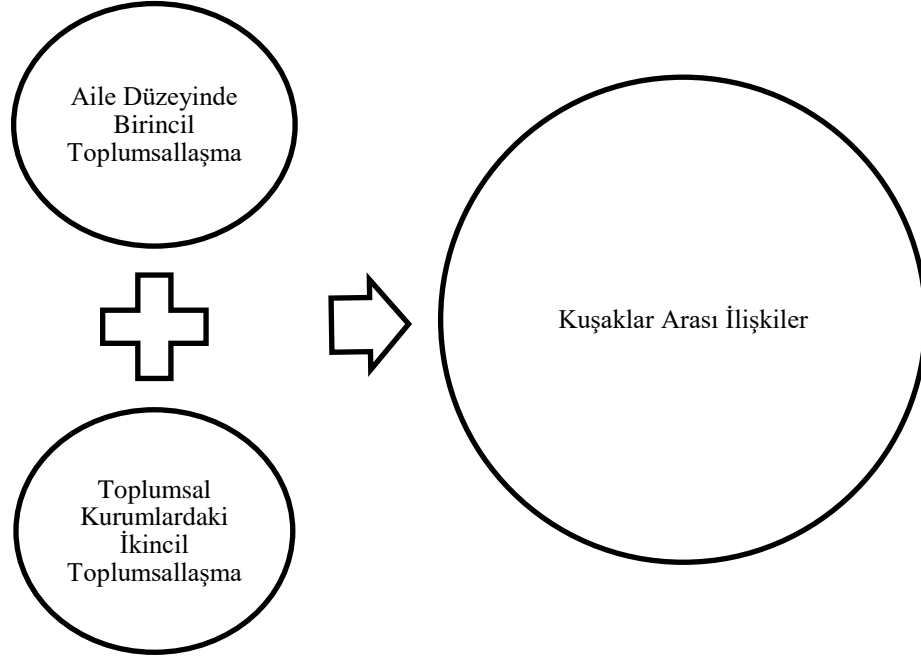 Aile Düzeyinde
Birincil
Toplumsallaşma
Toplumsal
Kurumlardaki
İkincil
Toplumsallaşma
Kuşaklar Arası İlişkiler